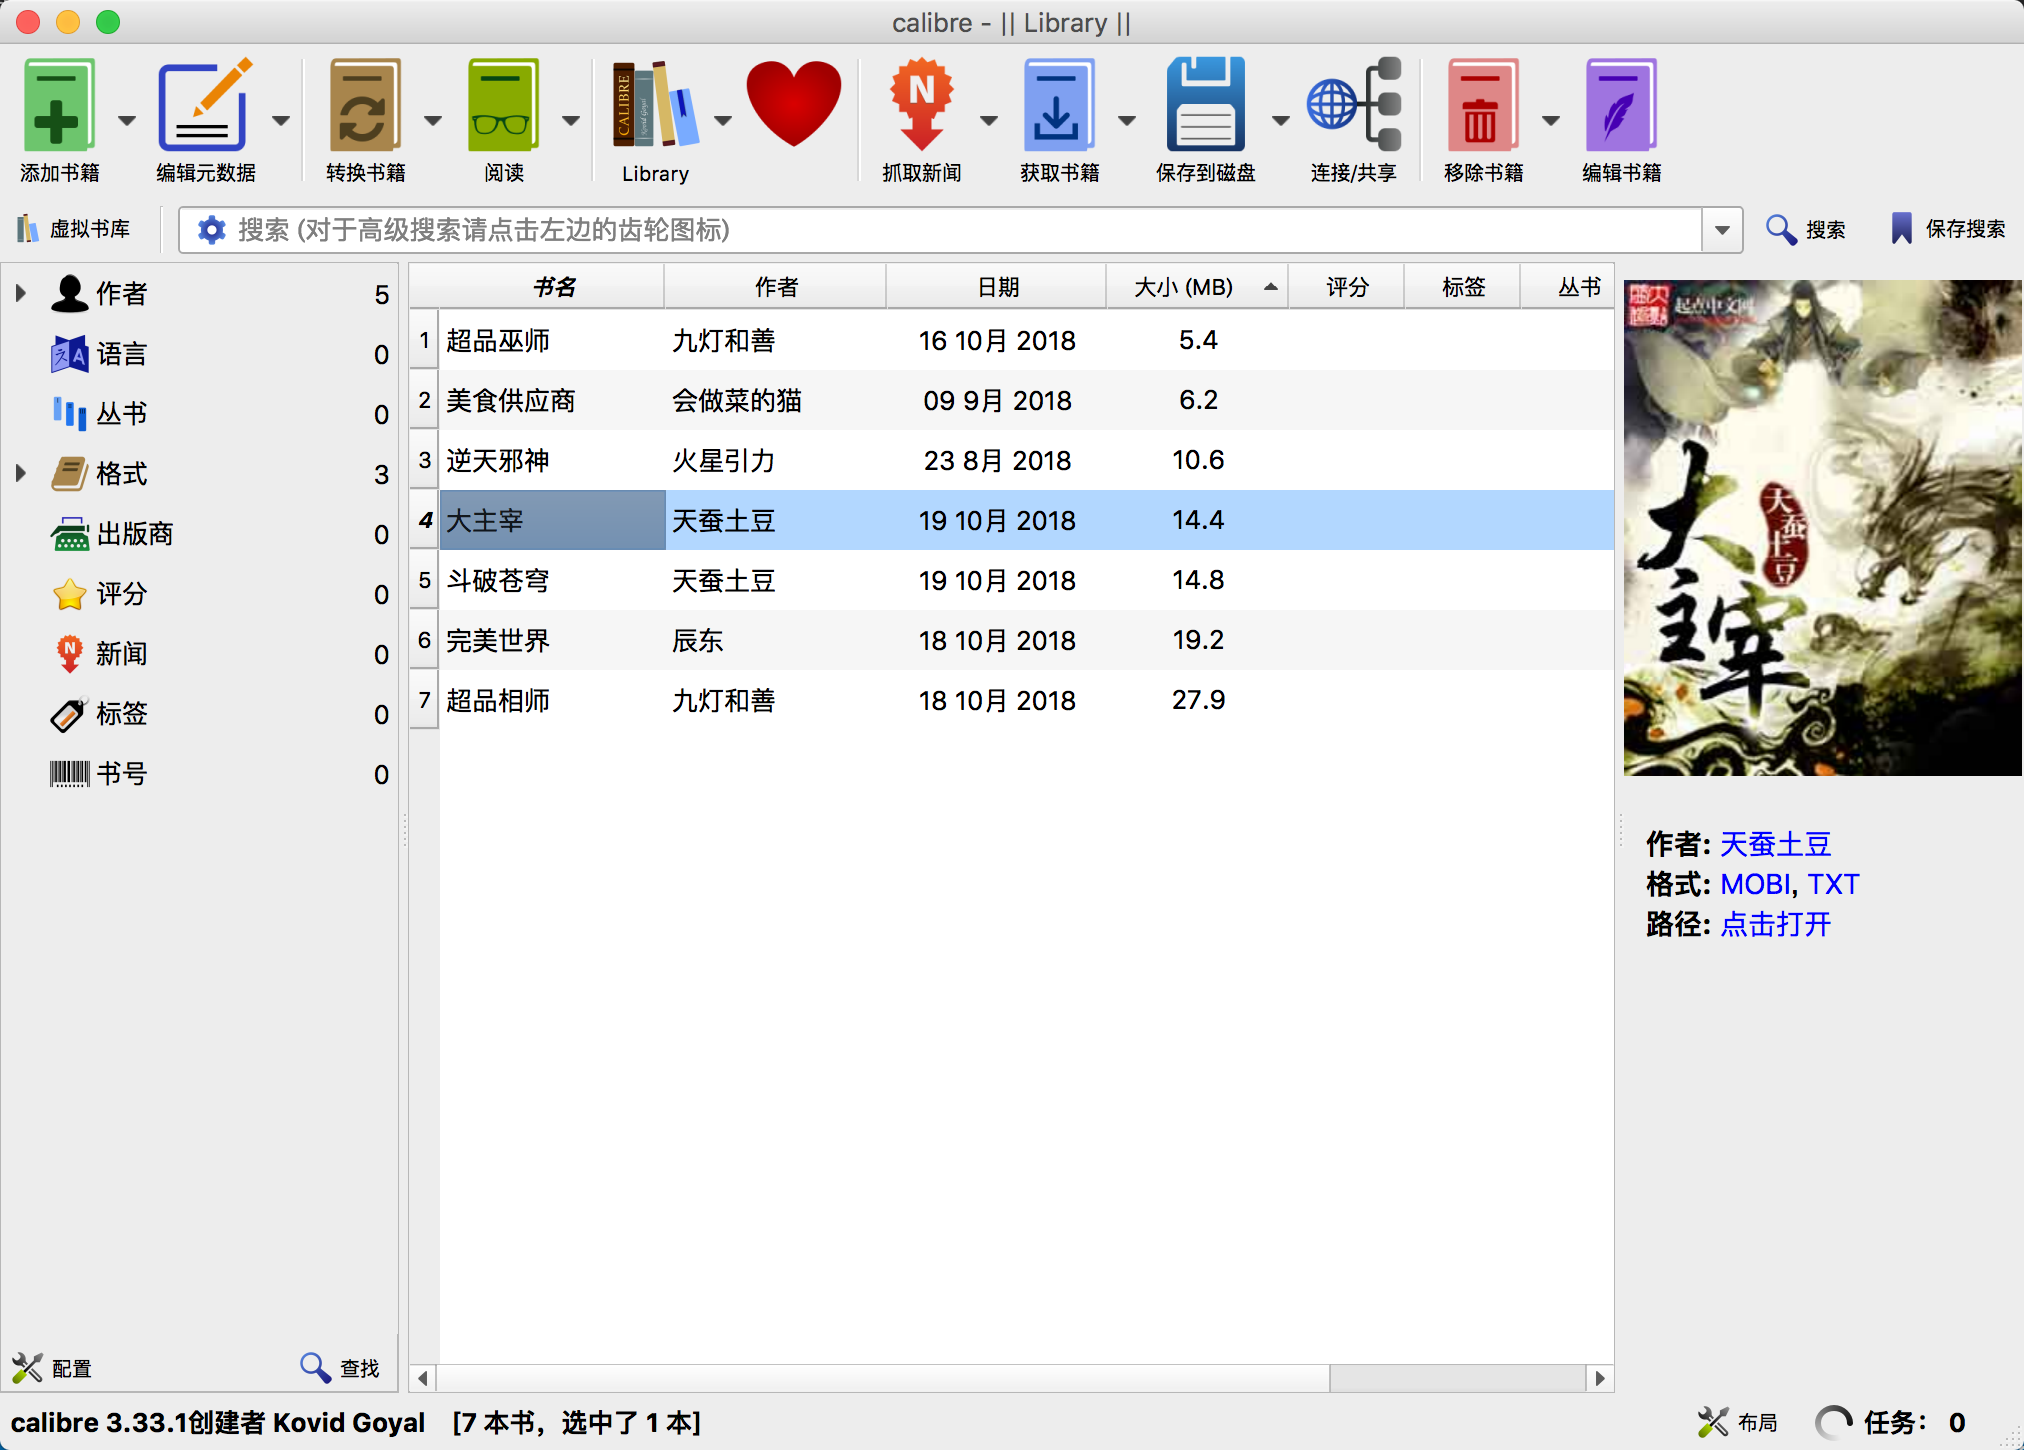 calibre - || Library ||
添加书籍
编辑元数据
转换书籍
阅读
CALIBRE
Kovid Goyal
Library
N
抓取新闻
获取书籍
保存到磁盘
连接/共享
移除书籍
编辑书籍
虚拟书库
搜索 (对于高级搜索请点击左边的齿轮图标)
搜索
保存搜索
作者 5
语言 0
丛书 0
格式 3
出版商 0
评分 0
新闻 0
标签 0
书号 0
书名 作者 日期 大小 (MB) 评分 标签 丛书
1 超品巫师 九灯和善 16 10月 2018 5.4
2 美食供应商 会做菜的猫 09 9月 2018 6.2
3 逆天邪神 火星引力 23 8月 2018 10.6
4 大主宰 天蚕土豆 19 10月 2018 14.4
5 斗破苍穹 天蚕土豆 19 10月 2018 14.8
6 完美世界 辰东 18 10月 2018 19.2
7 超品相师 九灯和善 18 10月 2018 27.9
起点中文网
大主宰
天蚕土豆
作者: 天蚕土豆
格式: MOBI, TXT
路径: 点击打开
配置
查找
calibre 3.33.1创建者 Kovid Goyal [7 本书，选中了 1 本]
布局
任务： 0